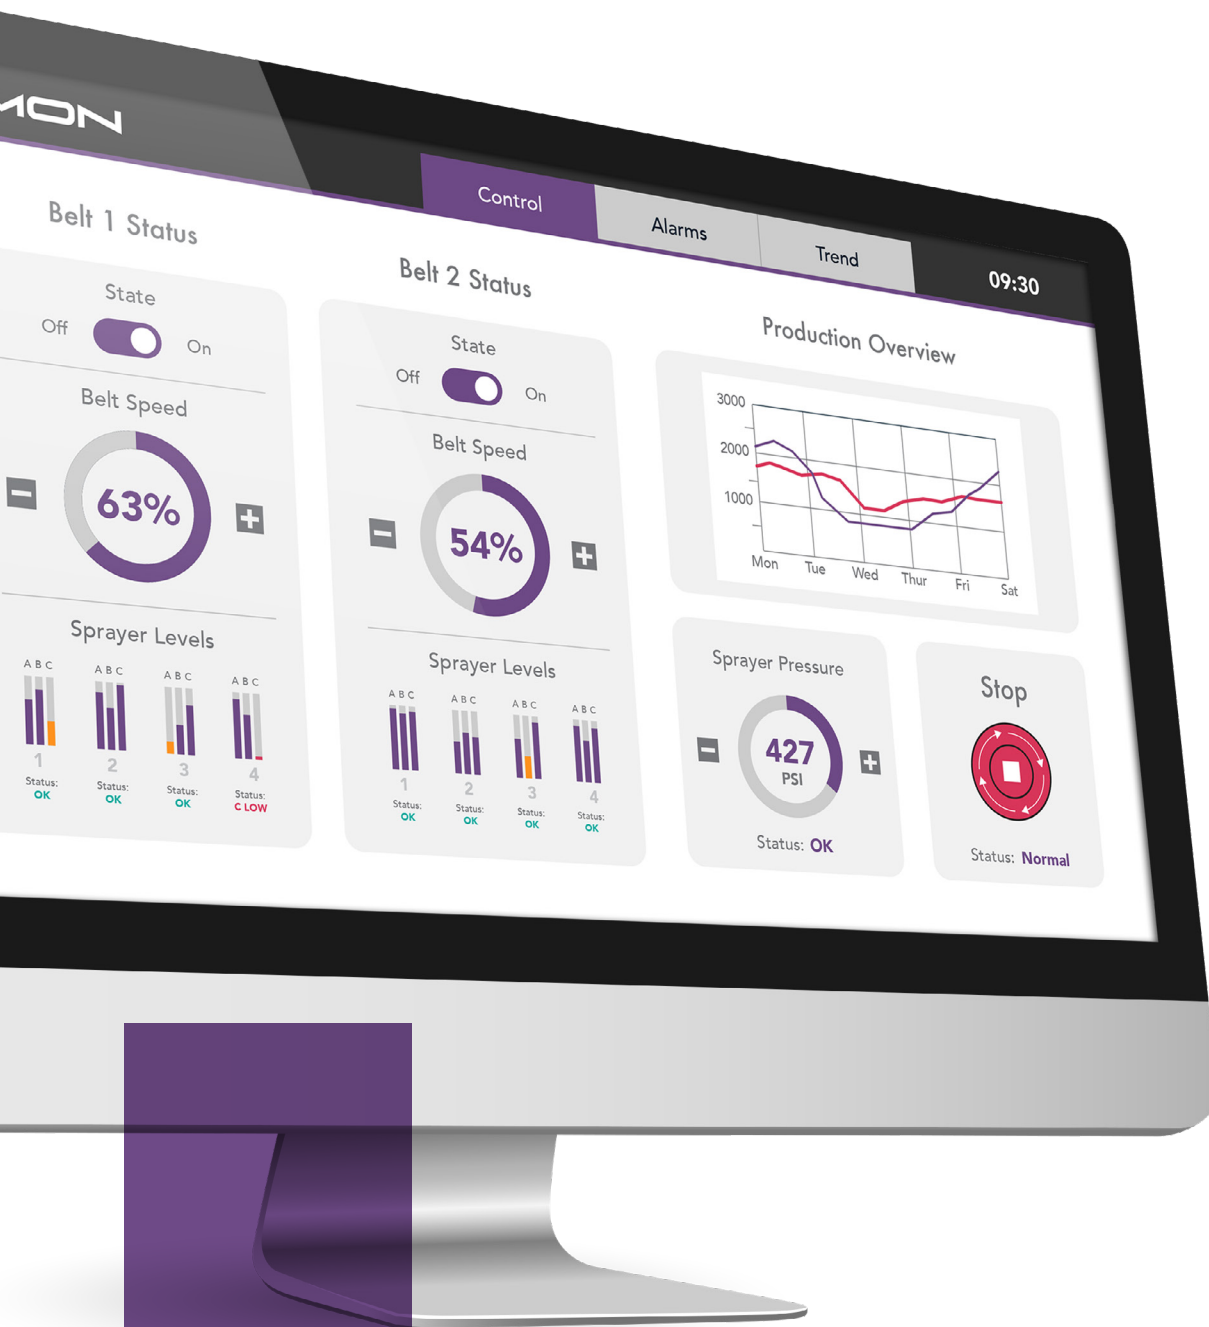 MON
Control
Alarms
Trend
09:30
Belt 1 Status
State
Off
On
Belt Speed
63%
Sprayer Levels
A B C
A B C
A B C
A B C
1
2
3
4
Status:
OK
Status:
OK
Status:
OK
Status:
C LOW
Belt 2 Status
State
Off
On
Belt Speed
54%
Sprayer Levels
A B C
A B C
A B C
A B C
1
2
3
4
Status:
OK
Status:
OK
Status:
OK
Status:
OK
Production Overview
3000
2000
1000
Mon
Tue
Wed
Thur
Fri
Sat
Sprayer Pressure
427
PSI
Status: OK
Stop
Status: Normal